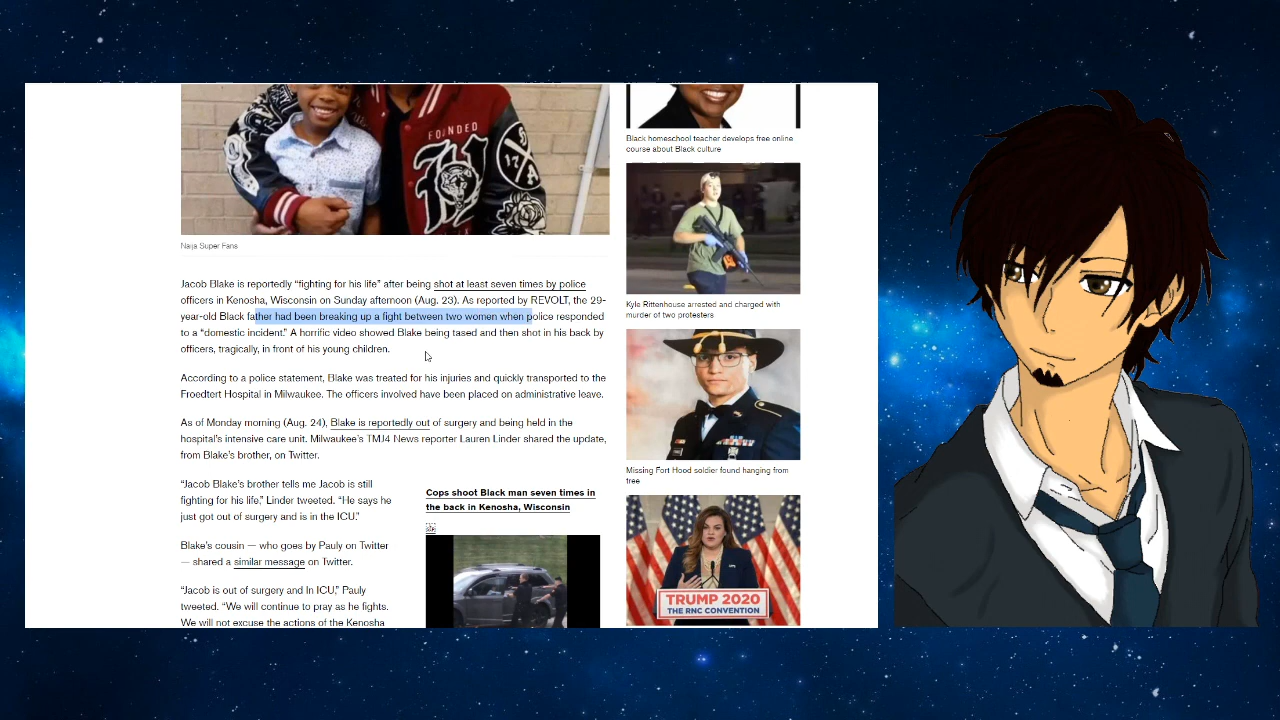 FOUNDED
H
S
17
A
Naija Super Fans
Jacob Blake is reportedly “fighting for his life” after being shot at least seven times by police
officers in Kenosha, Wisconsin on Sunday afternoon (Aug. 23). As reported by REVOLT, the 29-
year-old Black father had been breaking up a fight between two women when police responded
to a “domestic incident.” A horrific video showed Blake being tased and then shot in his back by
officers, tragically, in front of his young children.
According to a police statement, Blake was treated for his injuries and quickly transported to the
Froedtert Hospital in Milwaukee. The officers involved have been placed on administrative leave.
As of Monday morning (Aug. 24), Blake is reportedly out of surgery and being held in the
hospital’s intensive care unit. Milwaukee’s TMJ4 News reporter Lauren Linder shared the update,
from Blake’s brother, on Twitter.
“Jacob Blake’s brother tells me Jacob is still
fighting for his life,” Linder tweeted. “He says he
just got out of surgery and is in the ICU.”
Blake’s cousin — who goes by Pauly on Twitter
— shared a similar message on Twitter.
“Jacob is out of surgery and In ICU,” Pauly
tweeted. “We will continue to pray as he fights.
We will not excuse the actions of the Kenosha
Cops shoot Black man seven times in
the back in Kenosha, Wisconsin
Black homeschool teacher develops free online
course about Black culture
Kyle Rittenhouse arrested and charged with
murder of two protesters
Missing Fort Hood soldier found hanging from
tree
TRUMP 2020
THE RNC CONVENTION